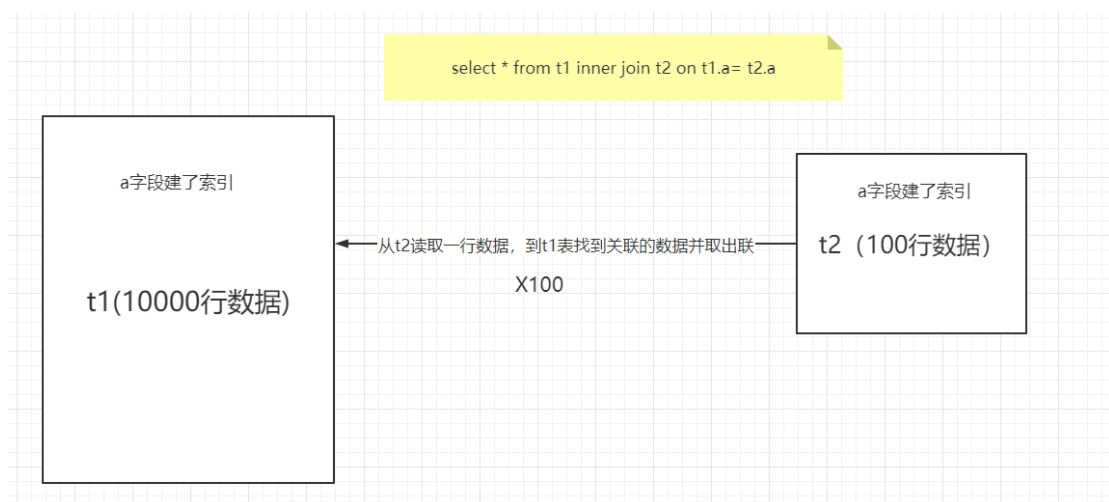 select * from t1 inner join t2 on t1.a= t2.a
a字段建了索引
t1(10000行数据)
从t2读取一行数据，到t1表找到关联的数据并取出联
X100
a字段建了索引
t2（100行数据）